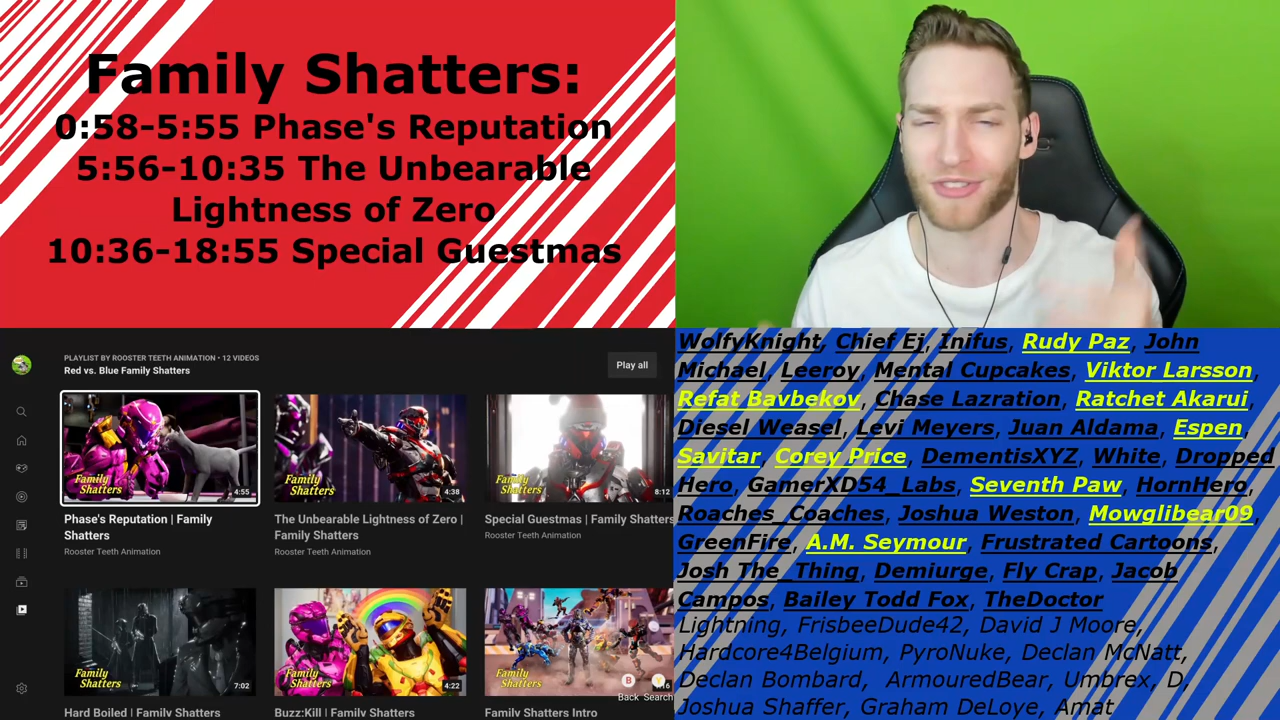 Family Shatters:
0:58-5:55 Phase's Reputation
5:56-10:35 The Unbearable
Lightness of Zero
10:36-18:55 Special Guestmas
WolfyKnight, Chief Ej, Inifus, Rudy Paz, John
Michael, Leeroy, Mental Cupcakes, Viktor Larsson,
Refat Bavbekov, Chase Lazration, Ratchet Akarui,
Diesel Weasel, Levi Meyers, Juan Aldama, Espen,
Savitar, Corey Price, DementisXYZ, White, Dropped
Hero, GamerXD54_Labs, Seventh Paw, HornHero,
Roaches_Coaches, Joshua Weston, Mowglibear09,
GreenFire, A.M. Seymour, Frustrated Cartoons,
Josh The_Thing, Demiurge, Fly Crap, Jacob
Campos, Bailey Todd Fox, TheDoctor
Lightning, FrisbeeDude42, David J Moore,
Hardcore4Belgium, PyroNuke, Declan McNatt,
Declan Bombard, ArmouredBear, Umbrex, D,
Joshua Shaffer, Graham DeLoye, Amat
PLAYLIST BY ROOSTER TEETH ANIMATION • 12 VIDEOS
Red vs. Blue Family Shatters
Play all
Family Shatters
4:55
Family Shatters
4:38
Family Shatters
8:12
Phase's Reputation | Family
Shatters
Rooster Teeth Animation
The Unbearable Lightness of Zero |
Family Shatters
Rooster Teeth Animation
Special Guestmas | Family Shatters
Rooster Teeth Animation
Family Shatters
7:02
Family Shatters
4:22
Family Shatters
B
Y
Back
Search
Hard Boiled | Family Shatters
Buzz:Kill | Family Shatters
Family Shatters Intro